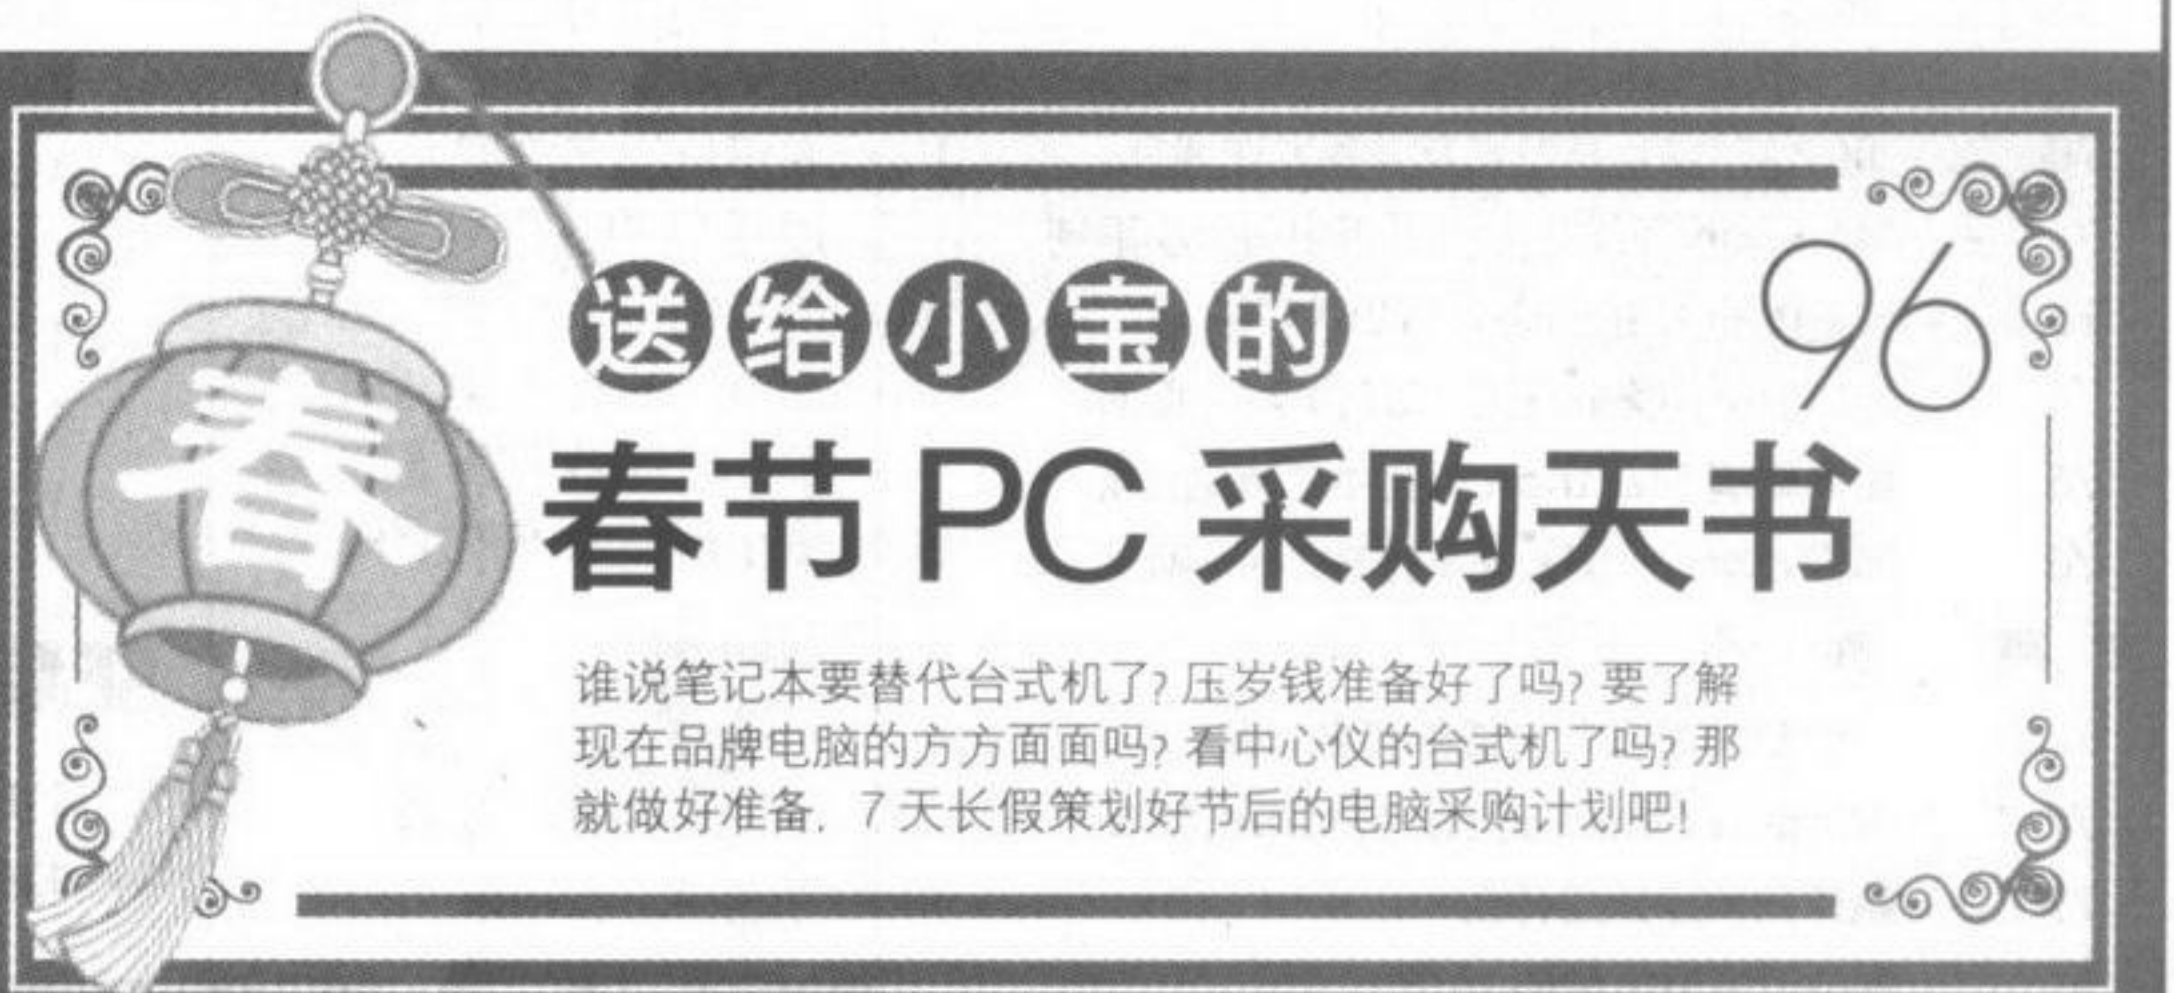 春
送给小宝的
96
春节 PC 采购天书
谁说笔记本要替代台式机了?压岁钱准备好了吗?要了解
现在品牌电脑的方方面面吗?看中心仪的台式机了吗?那
就做好准备,7天长假策划好节后的电脑采购计划吧!